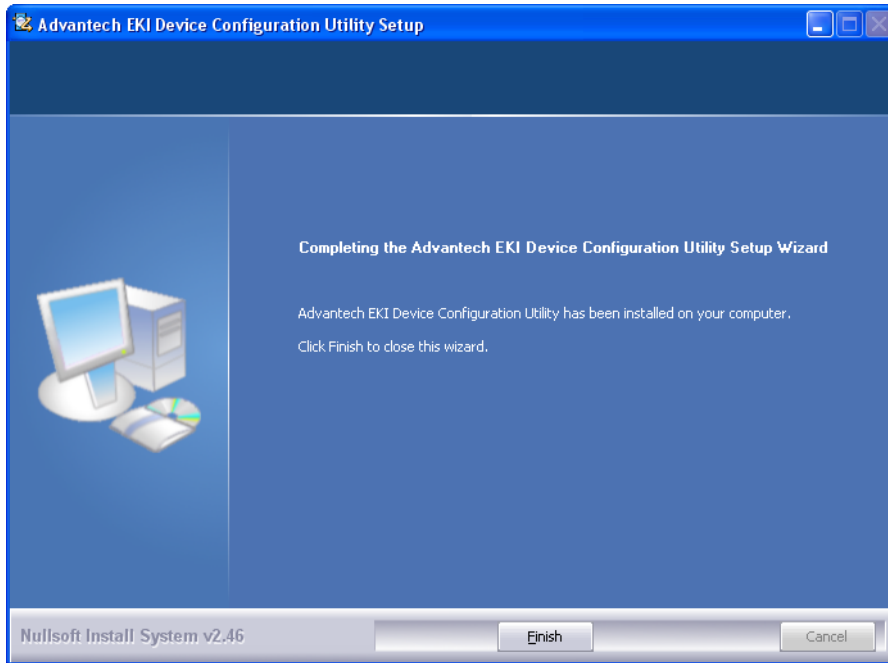 Advantech EKI Device Configuration Utility Setup
Completing the Advantech EKI Device Configuration Utility Setup Wizard
Advantech EKI Device Configuration Utility has been installed on your computer.
Click Finish to close this wizard.
Nullsoft Install System v2.46
Finish
Cancel